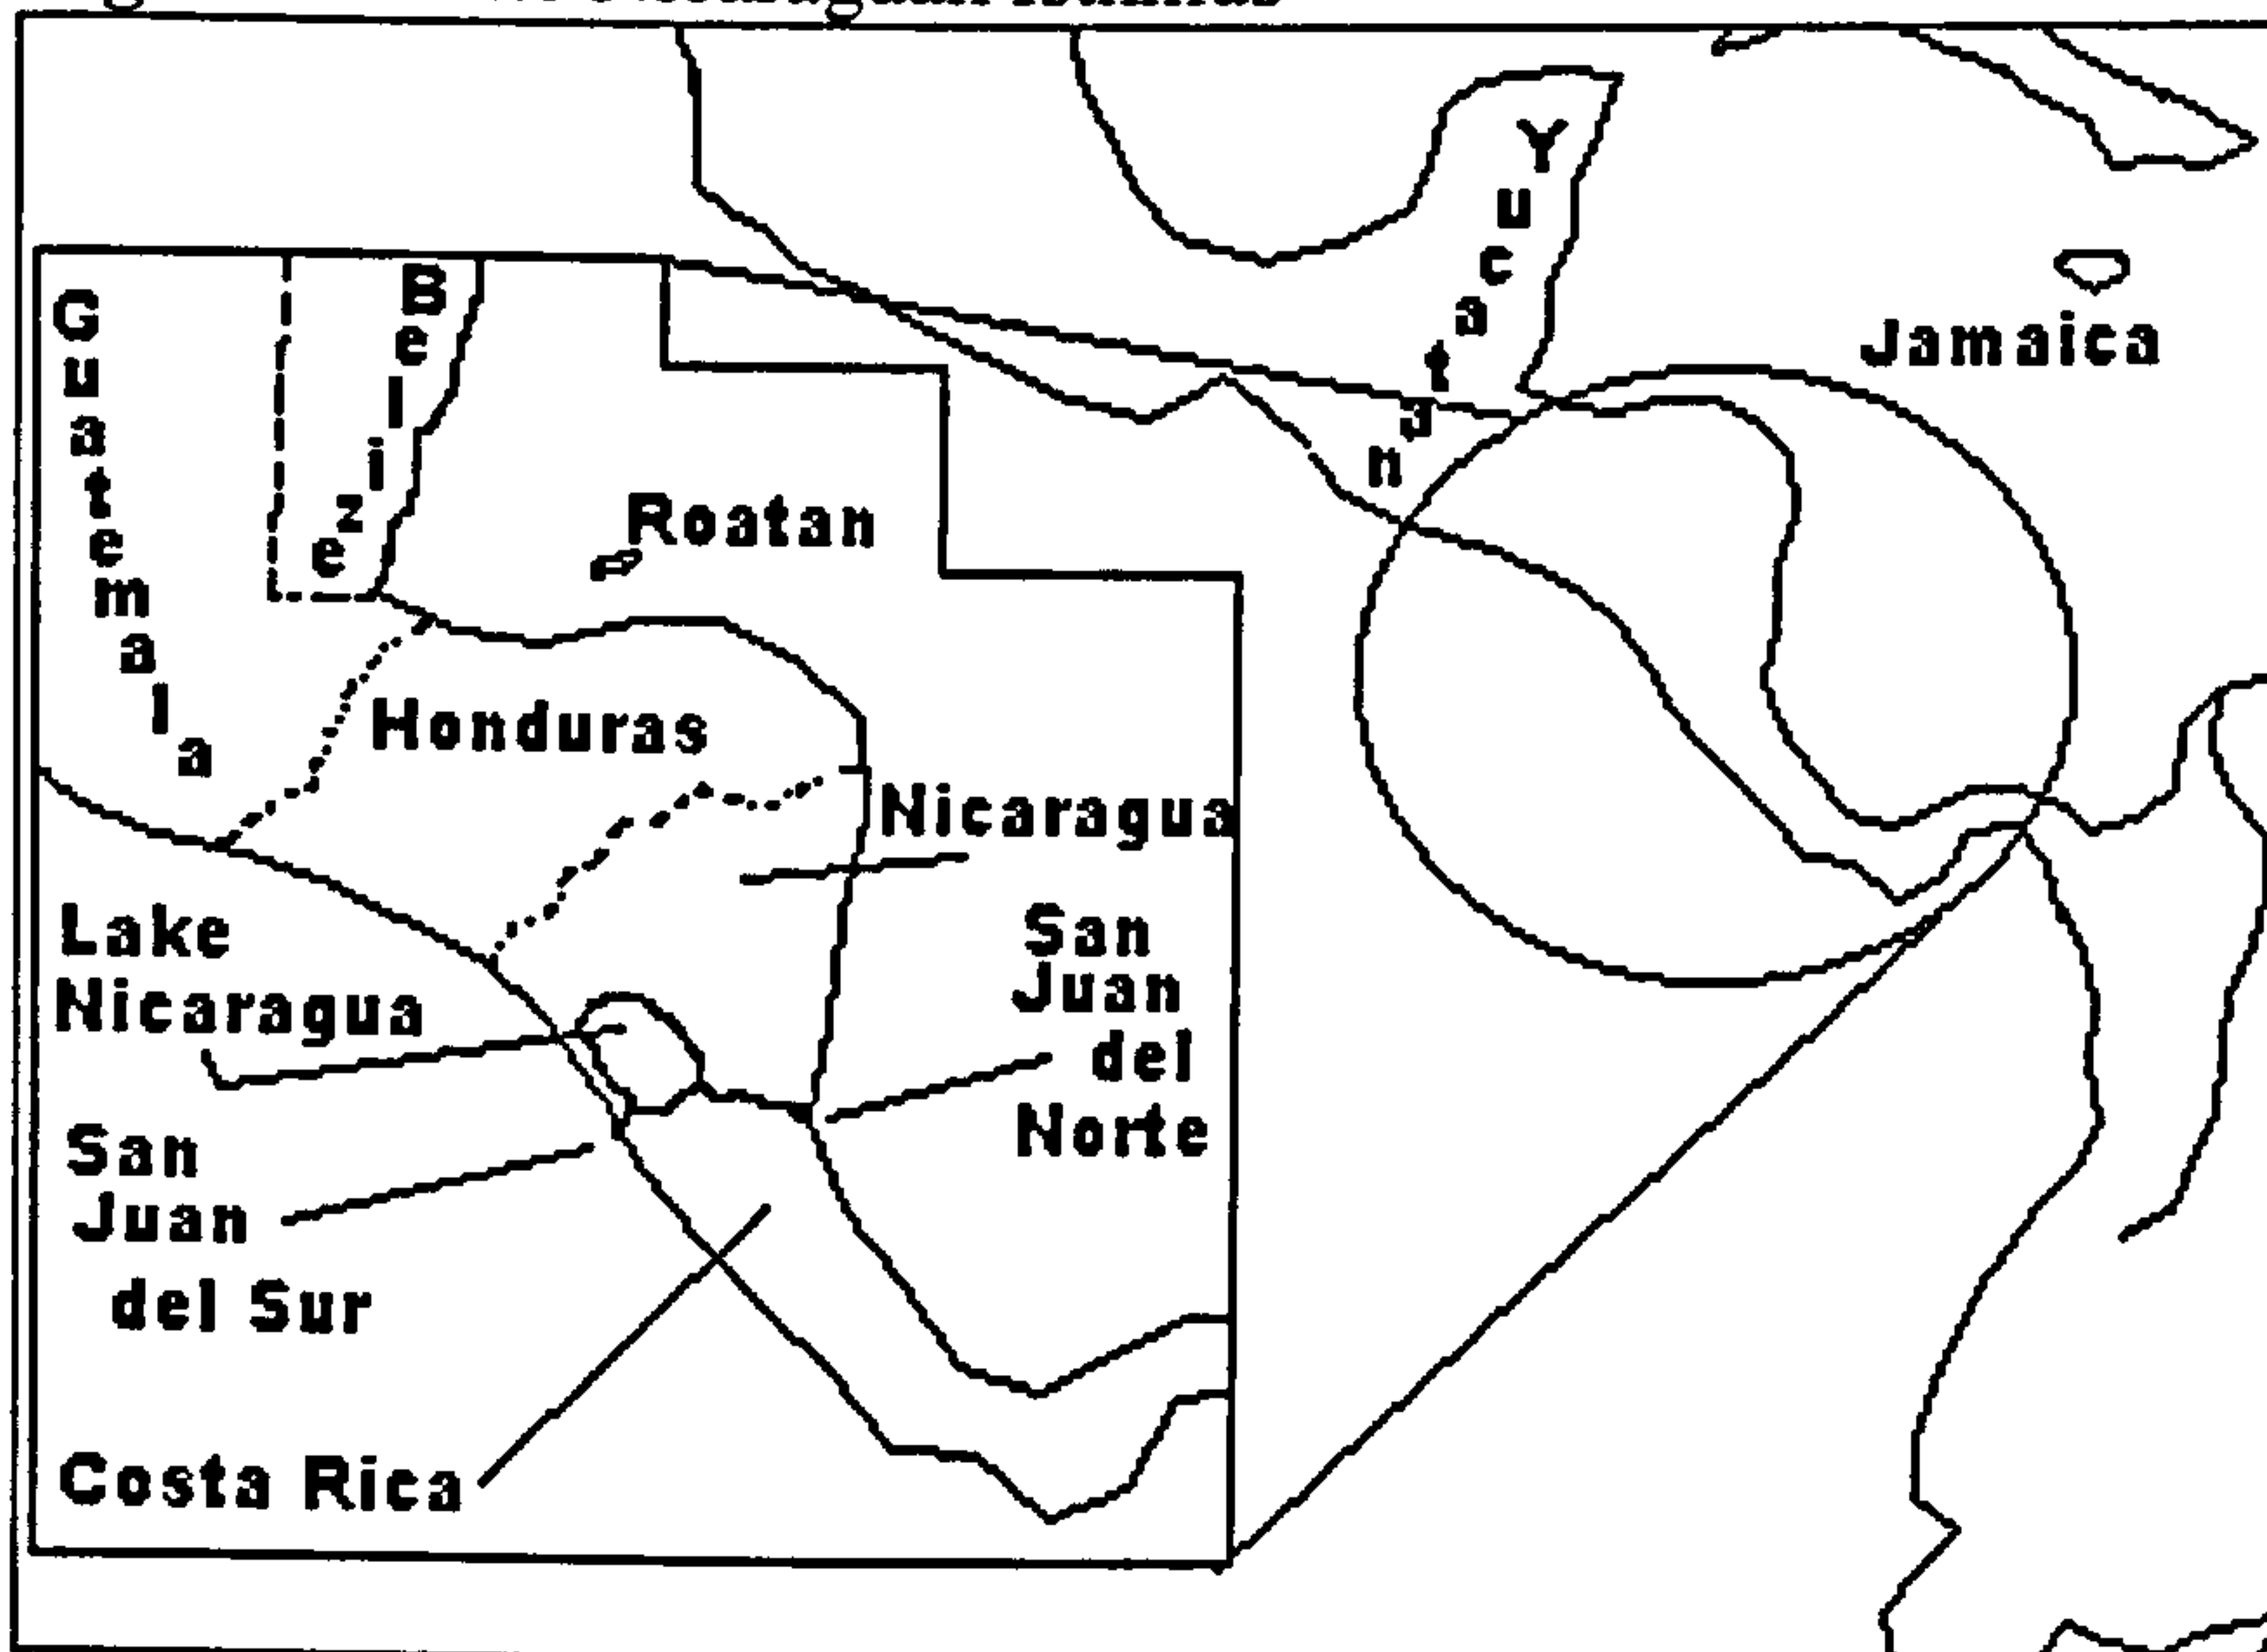 Yucatan
Jamaica
Guatemala
Belize
Roatan
Honduras
Nicaragua
Lake
Nicaragua
San
Juan
del
Norte
San
Juan
del Sur
Costa Rica